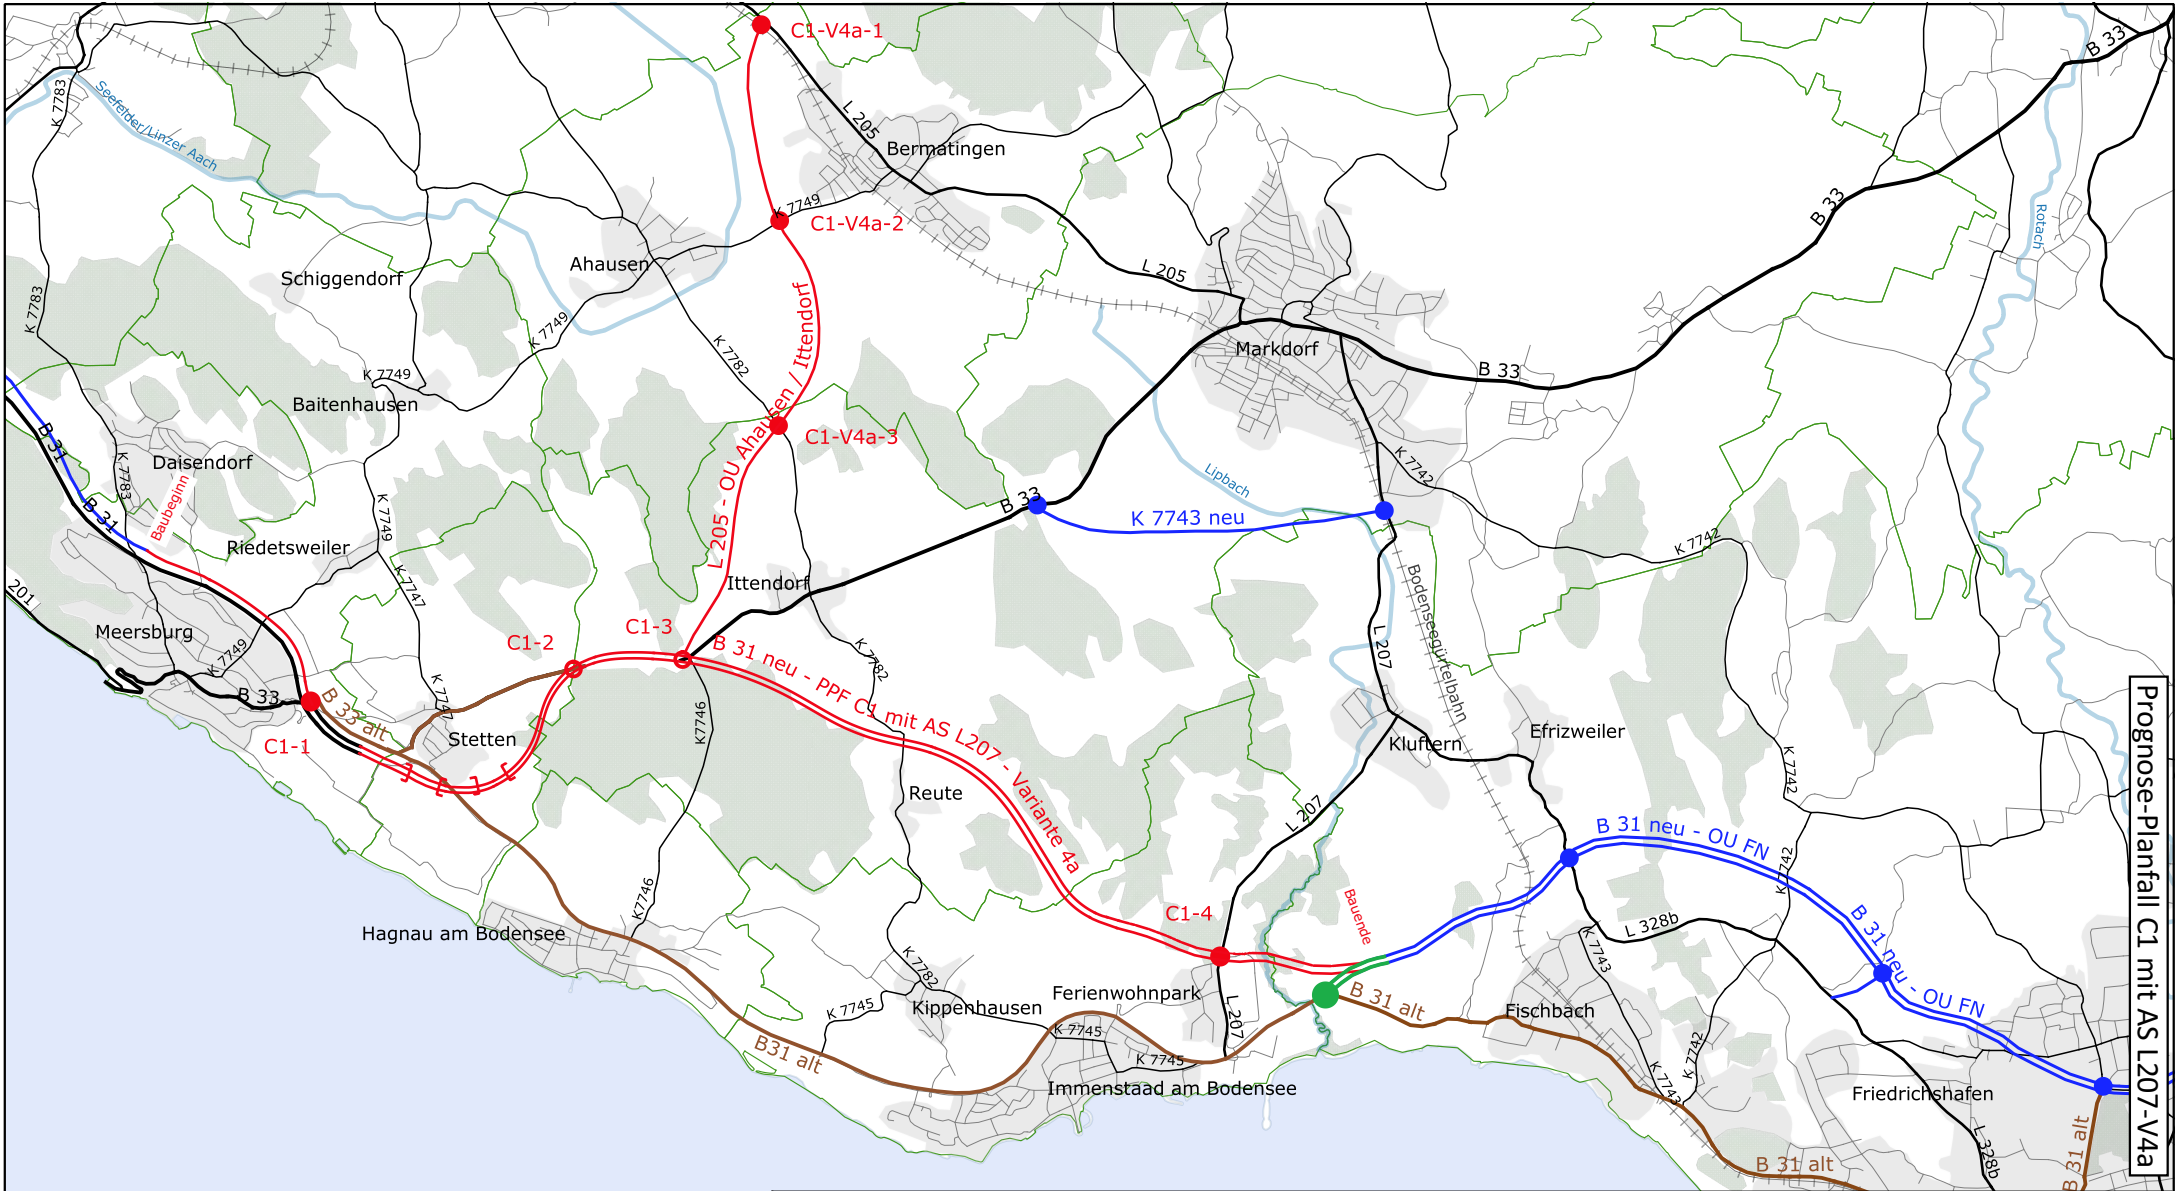 C1-V4a-1
B 33
K 7783
Seefelder/Linzer Aach
L 205
Bermatingen
K 7749
C1-V4a-2
B 33
Rotach
Schiggendorf
Ahausen
L 205
K 7783
K 7749
K 7782
L 205 - OU Ahausen / Ittendorf
Markdorf
B 33
K 7749
Baitenhausen
C1-V4a-3
B 31
Daisendorf
K 7783
Baubeginn
K 7742
Lipbach
B 33
K 7743 neu
B 31
K 7749
Riedetsweiler
K 7742
Ittendorf
K 7747
Bodenseegürtelbahn
201
Meersburg
K 7749
C1-2
C1-3
B 31 neu - PPF C1 mit AS L207 - Variante 4a
K 7782
L 207
B 33
B 33 alt
K 7747
C1-1
Stetten
K7746
Kluftern
Efrizweiler
K 7742
Reute
L 207
B 31 neu - OU FN
K 7742
K7746
C1-4
Bauende
Hagnau am Bodensee
L 328b
K 7743
B 31 neu - OU FN
K 7782
Kippenhausen
Ferienwohnpark
K 7745
L 207
B 31 alt
Fischbach
K 7745
K 7745
B31 alt
K 7742
K 7743
Immenstaad am Bodensee
Friedrichshafen
L 328b
B 31 alt
B 31 alt
Prognose-Planfall C1 mit AS L207-V4a